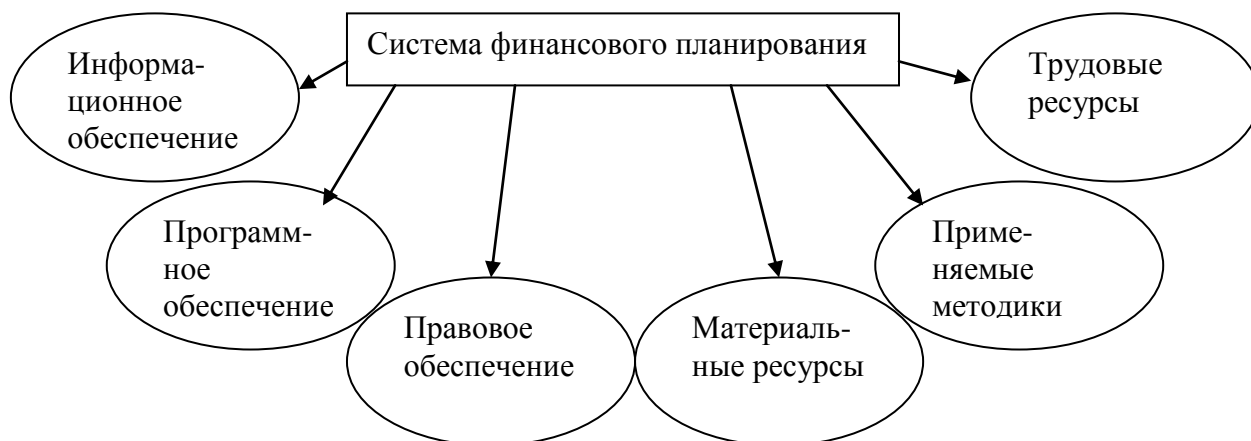 Система финансового планирования
Информа-
ционное
обеспечение
Программ-
ное
обеспечение
Правовое
обеспечение
Материаль-
ные ресурсы
Приме-
няемые
методики
Трудовые
ресурсы